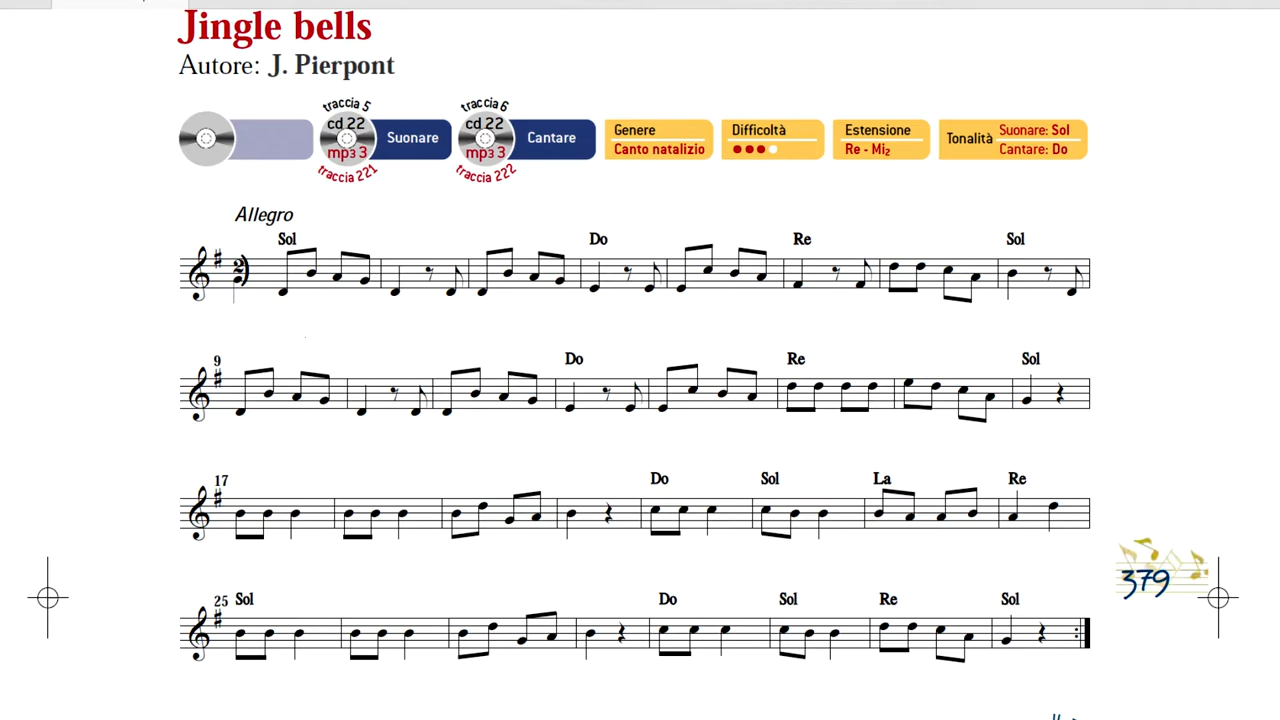 Jingle bells
Autore: J. Pierpont
traccia 5
cd 22
mp3 3
traccia 221
Suonare
traccia 6
cd 22
mp3 3
traccia 222
Cantare
Genere
Canto natalizio
Difficoltà
Estensione
Re - Mi2
Tonalità
Suonare: Sol
Cantare: Do
Allegro
Sol Do Re Sol
9 Do Re Sol
17 Do Sol La Re
25 Sol Do Sol Re Sol
379